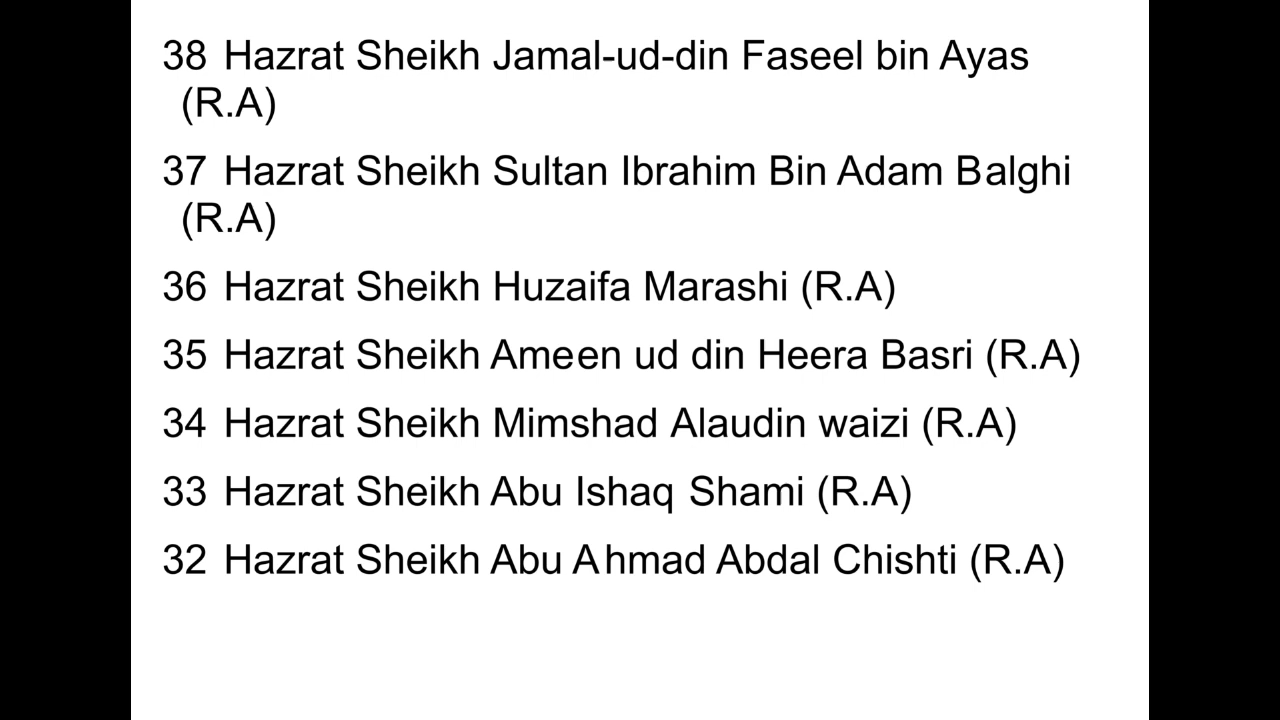 38 Hazrat Sheikh Jamal-ud-din Faseel bin Ayas
(R.A)
37 Hazrat Sheikh Sultan Ibrahim Bin Adam Balghi
(R.A)
36 Hazrat Sheikh Huzaifa Marashi (R.A)
35 Hazrat Sheikh Ameen ud din Heera Basri (R.A)
34 Hazrat Sheikh Mimshad Alaudin waizi (R.A)
33 Hazrat Sheikh Abu Ishaq Shami (R.A)
32 Hazrat Sheikh Abu Ahmad Abdal Chishti (R.A)